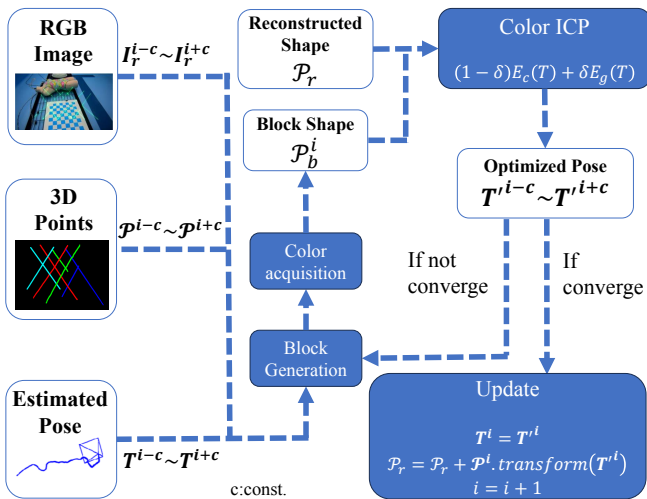 RGB
Image
I_r^{i−c}~I_r^{i+c}
3D
Points
𝒫^{i−c}~𝒫^{i+c}
Estimated
Pose
T^{i−c}~T^{i+c}
Reconstructed
Shape
𝒫_r
Block Shape
𝒫_b^i
Color
acquisition
Block
Generation
c:const.
Color ICP
(1 − δ)E_c(T) + δE_g(T)
Optimized Pose
T'^{i−c}~T'^{i+c}
If not
converge
If
converge
Update
T^i = T'^i
𝒫_r = 𝒫_r + 𝒫^i.transform(T'^i)
i = i + 1